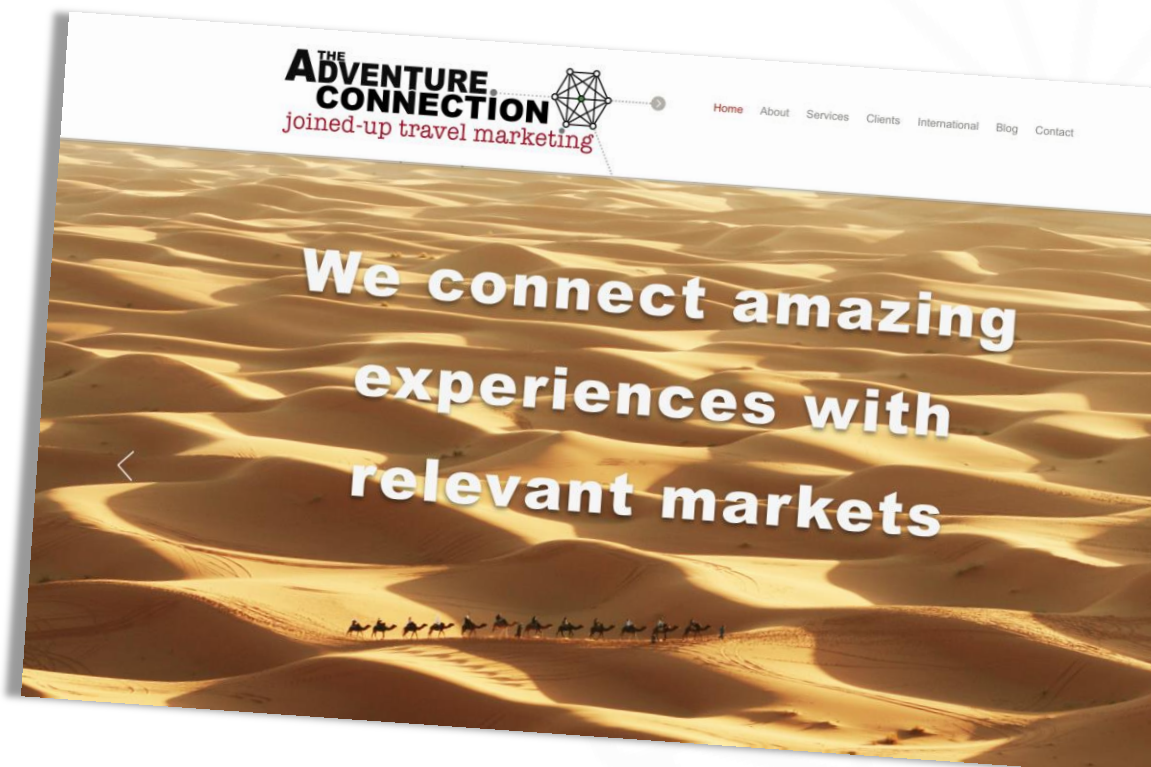 THE
ADVENTURE
CONNECTION
joined-up travel marketing
Home About Services Clients International Blog Contact
We connect amazing
experiences with
relevant markets